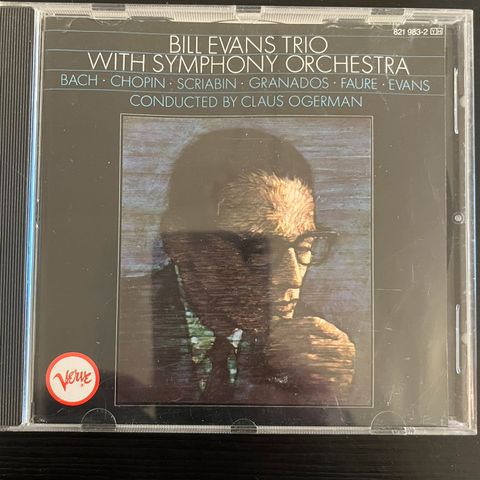 821 983-2 YH
BILL EVANS TRIO
WITH SYMPHONY ORCHESTRA
BACH · CHOPIN · SCRIABIN · GRANADOS · FAURE · EVANS
CONDUCTED BY CLAUS OGERMAN
Verve